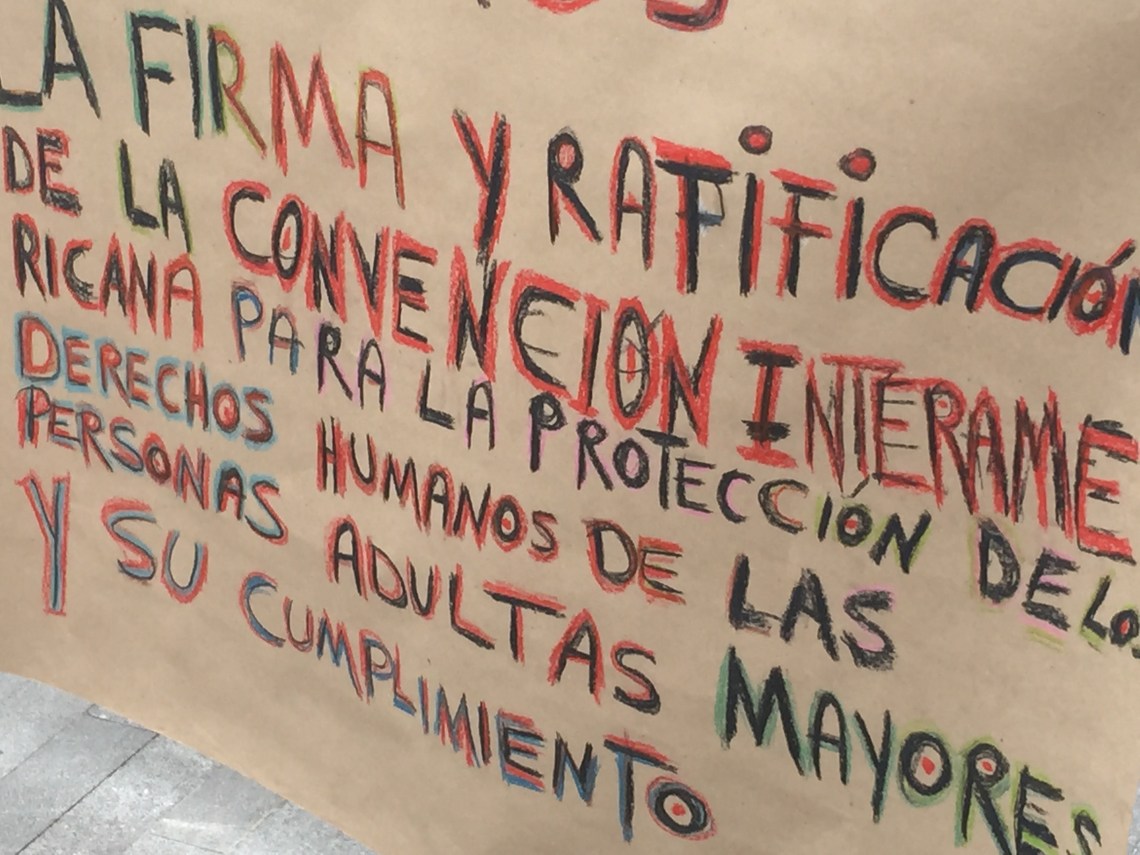 LA FIRMA Y RATIFICACIÓN
DE LA CONVENCIÓN INTERAME
RICANA PARA LA PROTECCIÓN DE LOS
DERECHOS HUMANOS DE LAS
PERSONAS ADULTAS MAYORES
Y SU CUMPLIMIENTO